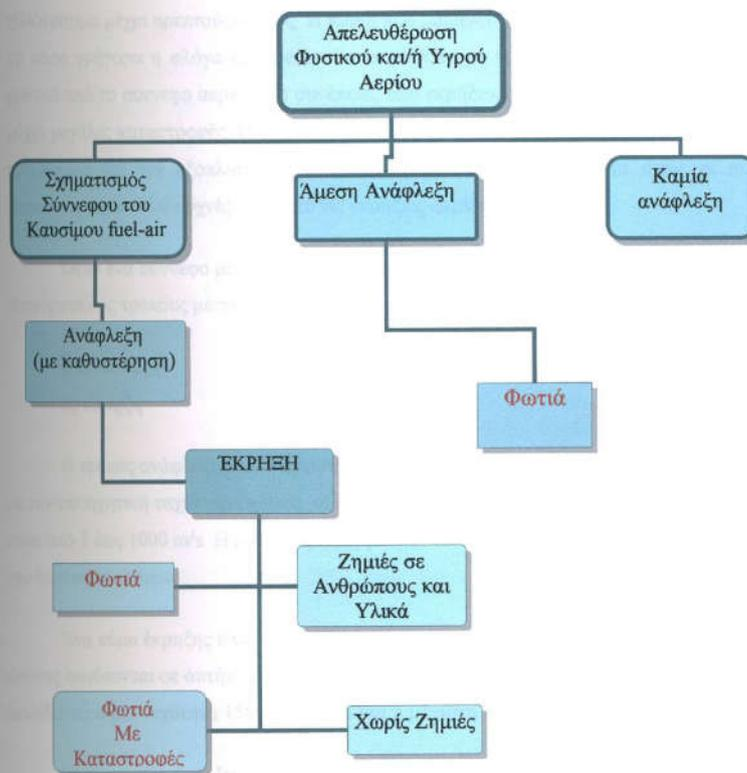 Απελευθέρωση
Φυσικού και/ή Υγρού
Αερίου
Σχηματισμός
Σύννεφου του
Καυσίμου fuel-air
Άμεση Ανάφλεξη
Καμία
ανάφλεξη
Ανάφλεξη
(με καθυστέρηση)
Φωτιά
ΈΚΡΗΞΗ
Φωτιά
Ζημιές σε
Ανθρώπους και
Υλικά
Φωτιά
Με
Καταστροφές
Χωρίς Ζημιές